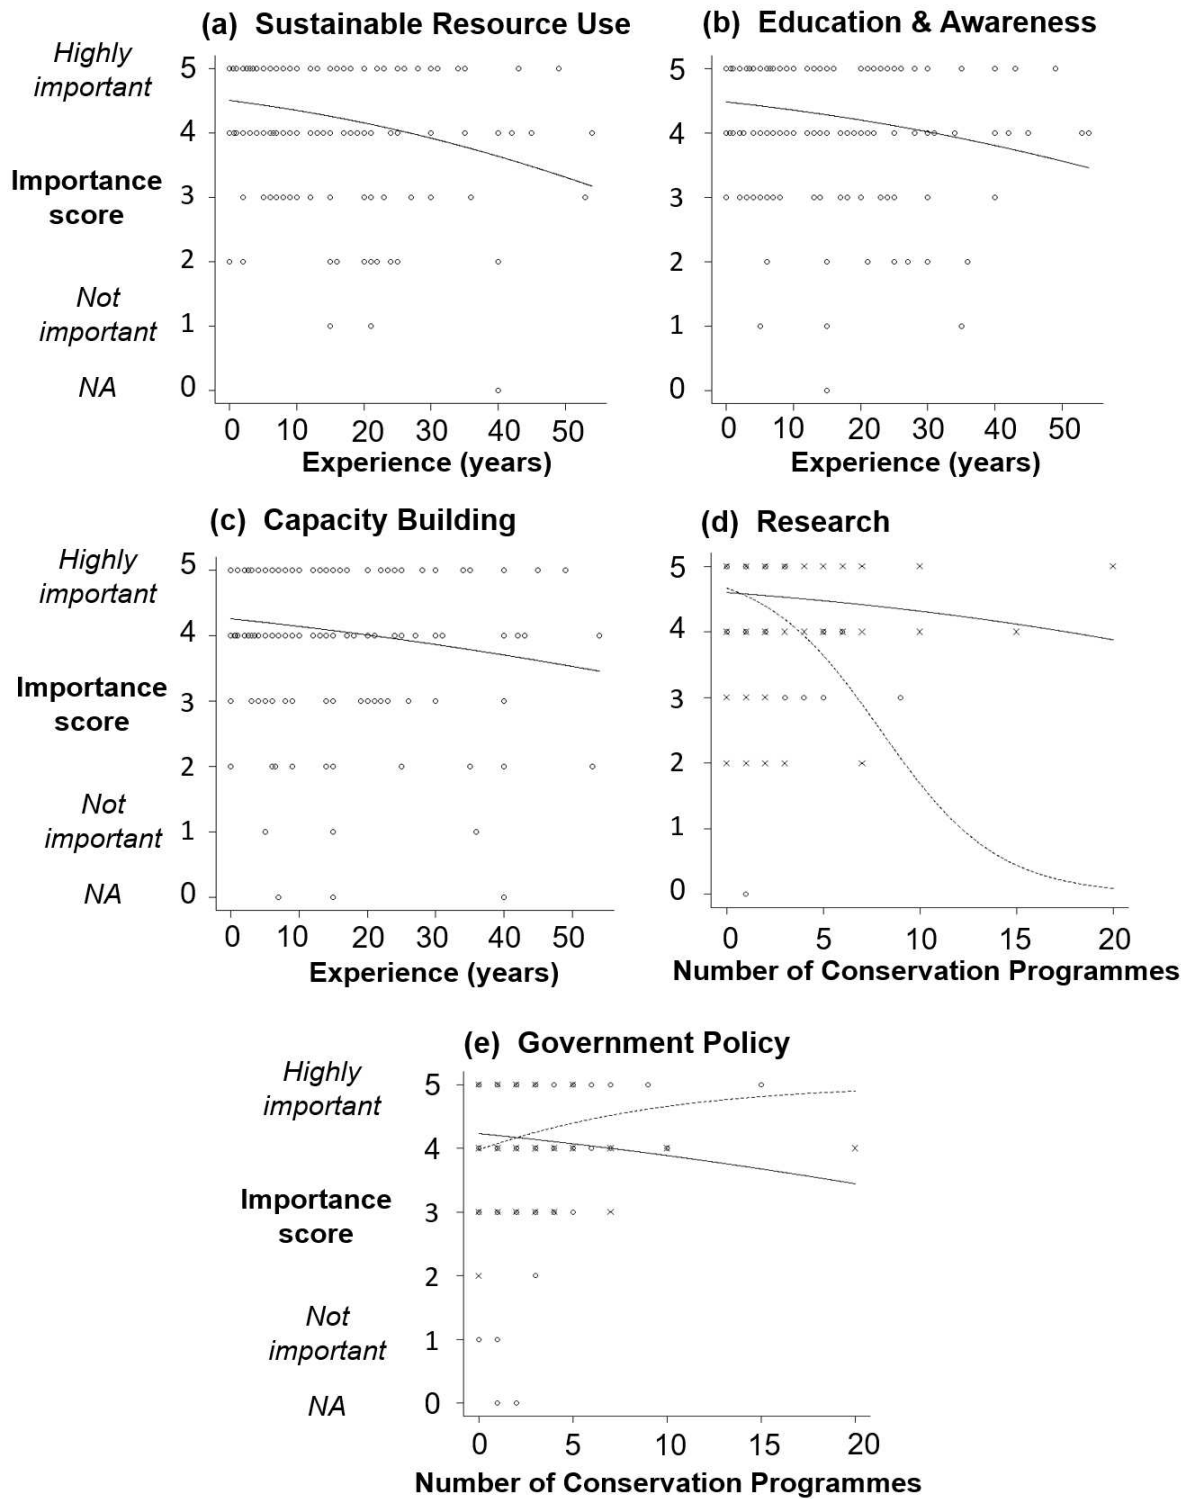 (a) Sustainable Resource Use
(b) Education & Awareness
Highly
important
Importance
score
Not
important
NA
5
4
3
2
1
0
0 10 20 30 40 50
Experience (years)
5
4
3
2
1
0
0 10 20 30 40 50
Experience (years)
(c) Capacity Building
(d) Research
Highly
important
Importance
score
Not
important
NA
5
4
3
2
1
0
0 10 20 30 40 50
Experience (years)
5
4
3
2
1
0
0 5 10 15 20
Number of Conservation Programmes
(e) Government Policy
Highly
important
Importance
score
Not
important
NA
5
4
3
2
1
0
0 5 10 15 20
Number of Conservation Programmes